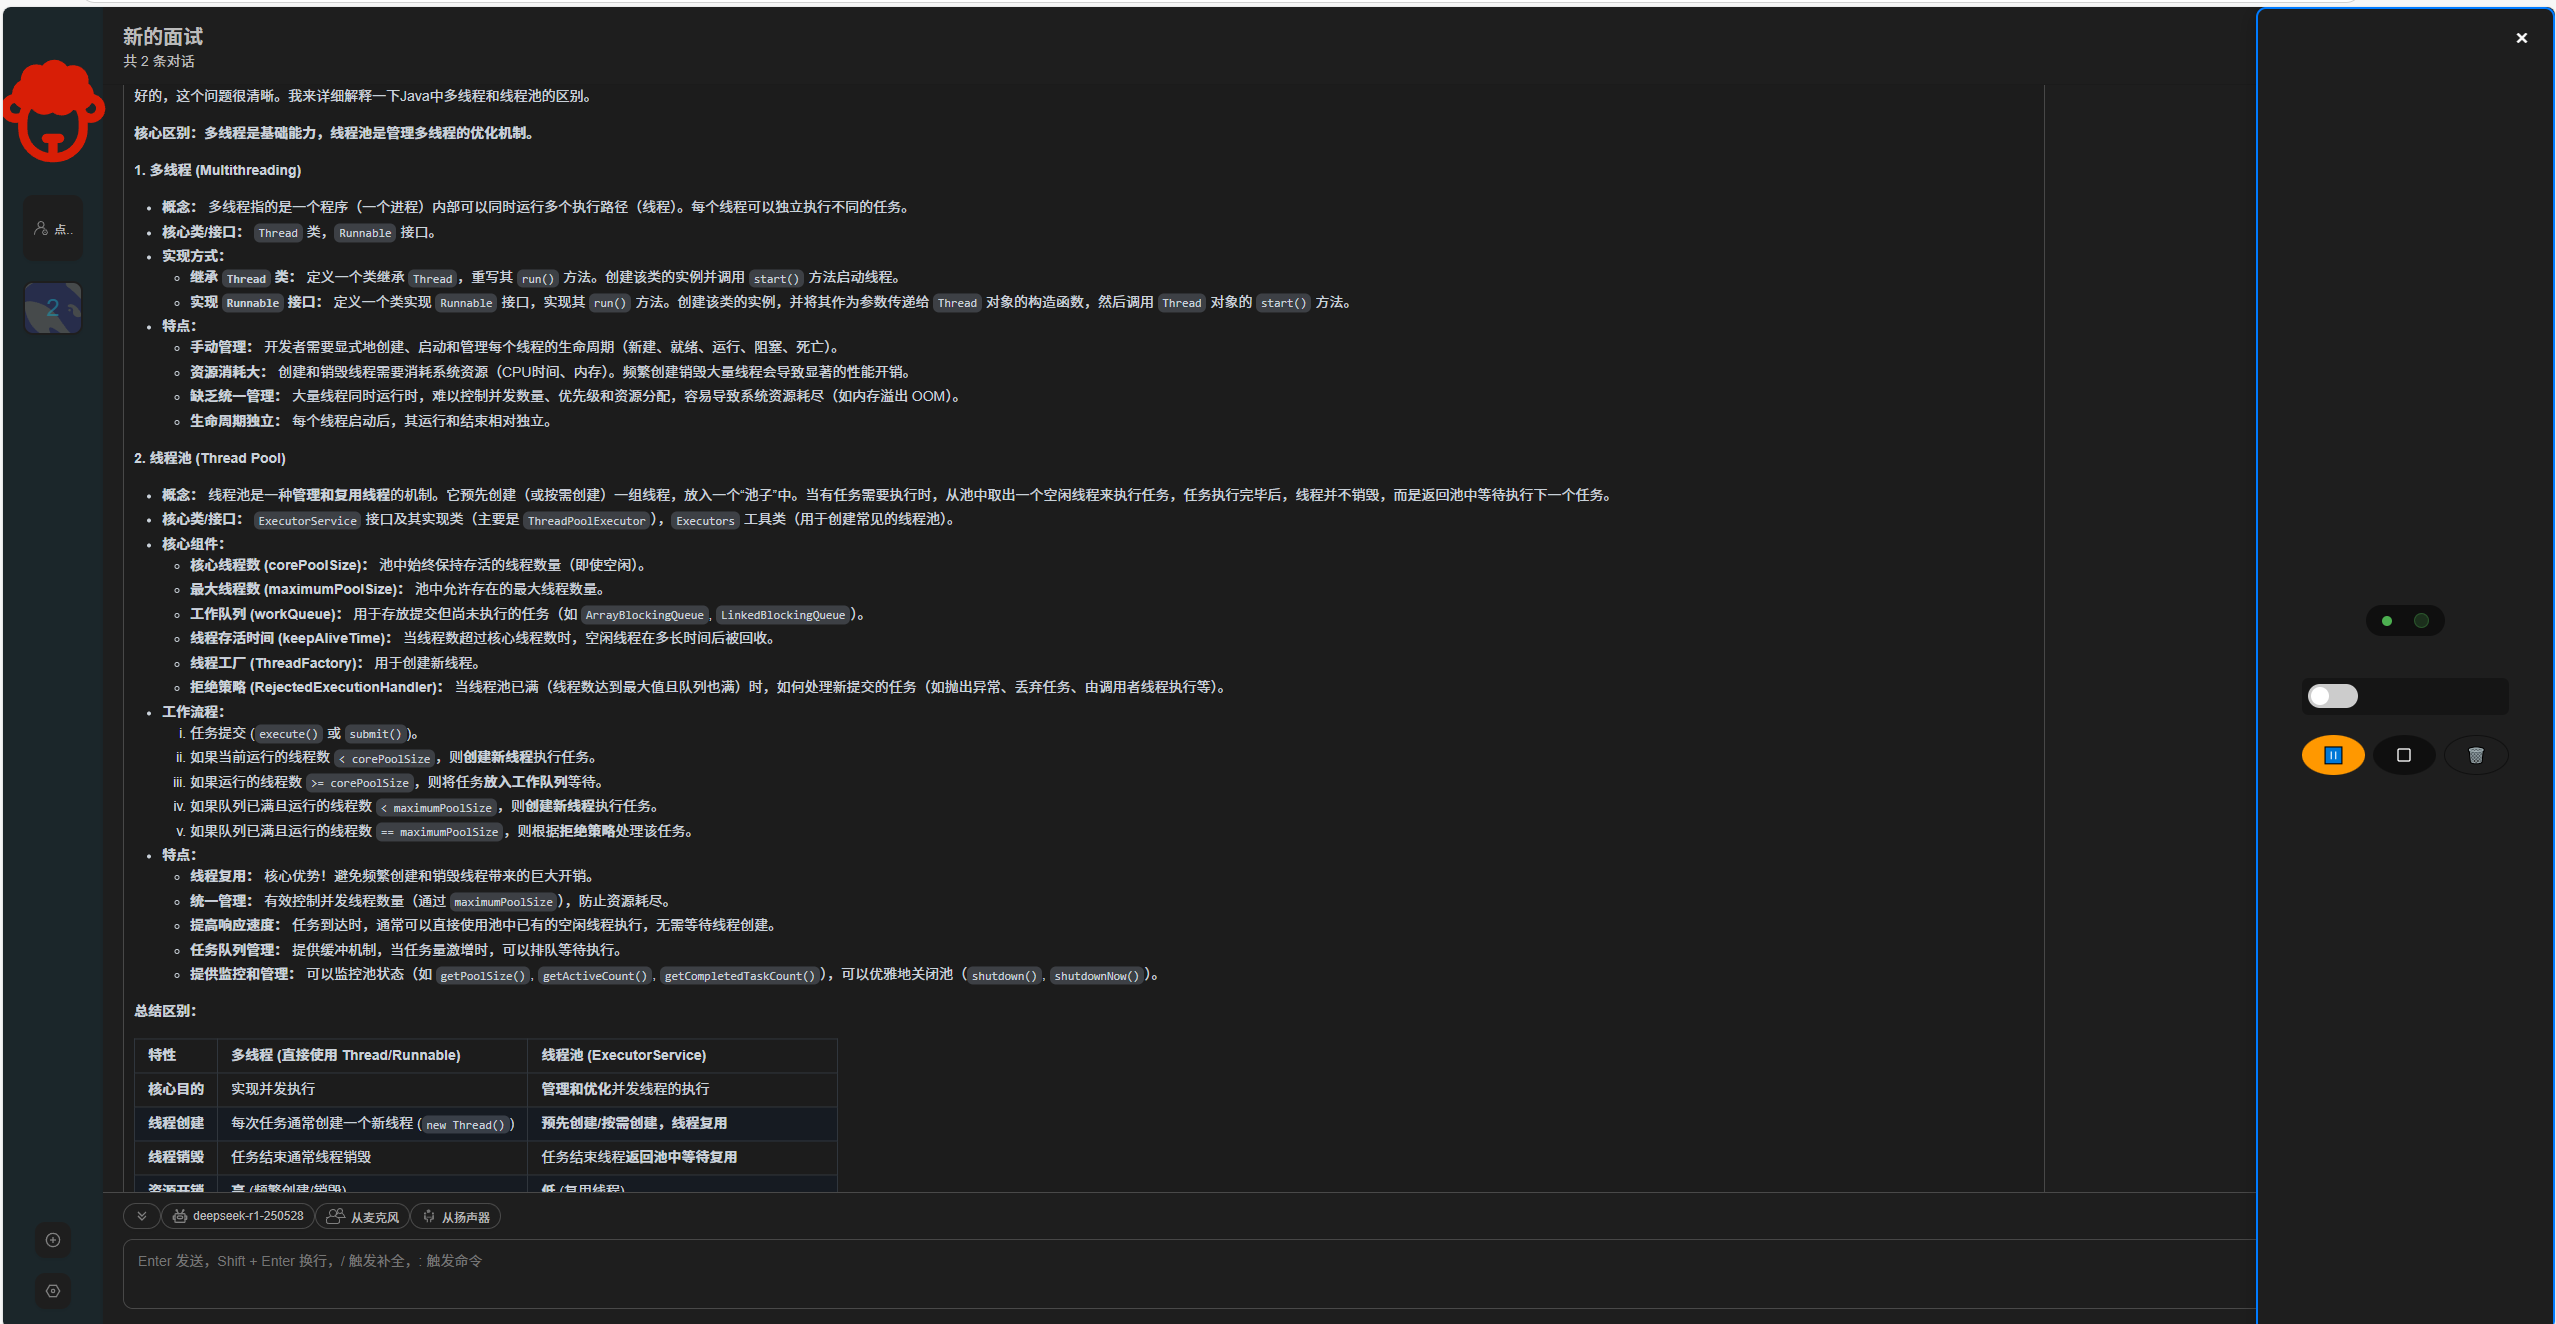 新的面试
共 2 条对话
点..
2
好的，这个问题很清晰。我来详细解释一下Java中多线程和线程池的区别。
核心区别：多线程是基础能力，线程池是管理多线程的优化机制。
1. 多线程 (Multithreading)
• 概念： 多线程指的是一个程序（一个进程）内部可以同时运行多个执行路径（线程）。每个线程可以独立执行不同的任务。
• 核心类/接口： Thread 类，Runnable 接口。
• 实现方式：
◦ 继承 Thread 类： 定义一个类继承 Thread，重写其 run() 方法。创建该类的实例并调用 start() 方法启动线程。
◦ 实现 Runnable 接口： 定义一个类实现 Runnable 接口，实现其 run() 方法。创建该类的实例，并将其作为参数传递给 Thread 对象的构造函数，然后调用 Thread 对象的 start() 方法。
• 特点：
◦ 手动管理： 开发者需要显式地创建、启动和管理每个线程的生命周期（新建、就绪、运行、阻塞、死亡）。
◦ 资源消耗大： 创建和销毁线程需要消耗系统资源（CPU时间、内存）。频繁创建销毁大量线程会导致显著的性能开销。
◦ 缺乏统一管理： 大量线程同时运行时，难以控制并发数量、优先级和资源分配，容易导致系统资源耗尽（如内存溢出 OOM）。
◦ 生命周期独立： 每个线程启动后，其运行和结束相对独立。
2. 线程池 (Thread Pool)
• 概念： 线程池是一种管理和复用线程的机制。它预先创建（或按需创建）一组线程，放入一个“池子”中。当有任务需要执行时，从池中取出一个空闲线程来执行任务，任务执行完毕后，线程并不销毁，而是返回池中等待执行下一个任务。
• 核心类/接口： ExecutorService 接口及其实现类（主要是 ThreadPoolExecutor），Executors 工具类（用于创建常见的线程池）。
• 核心组件：
◦ 核心线程数 (corePoolSize)： 池中始终保持存活的线程数量（即使空闲）。
◦ 最大线程数 (maximumPoolSize)： 池中允许存在的最大线程数量。
◦ 工作队列 (workQueue)： 用于存放提交但尚未执行的任务（如 ArrayBlockingQueue, LinkedBlockingQueue）。
◦ 线程存活时间 (keepAliveTime)： 当线程数超过核心线程数时，空闲线程在多长时间后被回收。
◦ 线程工厂 (ThreadFactory)： 用于创建新线程。
◦ 拒绝策略 (RejectedExecutionHandler)： 当线程池已满（线程数达到最大值且队列也满）时，如何处理新提交的任务（如抛出异常、丢弃任务、由调用者线程执行等）。
• 工作流程：
i. 任务提交 (execute() 或 submit())。
ii. 如果当前运行的线程数 < corePoolSize，则创建新线程执行任务。
iii. 如果运行的线程数 >= corePoolSize，则将任务放入工作队列等待。
iv. 如果队列已满且运行的线程数 < maximumPoolSize，则创建新线程执行任务。
v. 如果队列已满且运行的线程数 == maximumPoolSize，则根据拒绝策略处理该任务。
• 特点：
◦ 线程复用： 核心优势！避免频繁创建和销毁线程带来的巨大开销。
◦ 统一管理： 有效控制并发线程数量（通过 maximumPoolSize），防止资源耗尽。
◦ 提高响应速度： 任务到达时，通常可以直接使用池中已有的空闲线程执行，无需等待线程创建。
◦ 任务队列管理： 提供缓冲机制，当任务量激增时，可以排队等待执行。
◦ 提供监控和管理： 可以监控池状态（如 getPoolSize(), getActiveCount(), getCompletedTaskCount()），可以优雅地关闭池（shutdown(), shutdownNow()）。
总结区别：
特性 多线程 (直接使用 Thread/Runnable) 线程池 (ExecutorService)
核心目的 实现并发执行 管理和优化并发线程的执行
线程创建 每次任务通常创建一个新线程 (new Thread()) 预先创建/按需创建，线程复用
线程销毁 任务结束通常线程销毁 任务结束线程返回池中等待复用
资源开销 高 (频繁创建/销毁) 低 (复用线程)
deepseek-r1-250528 从麦克风 从扬声器
Enter 发送，Shift + Enter 换行，/ 触发补全，: 触发命令